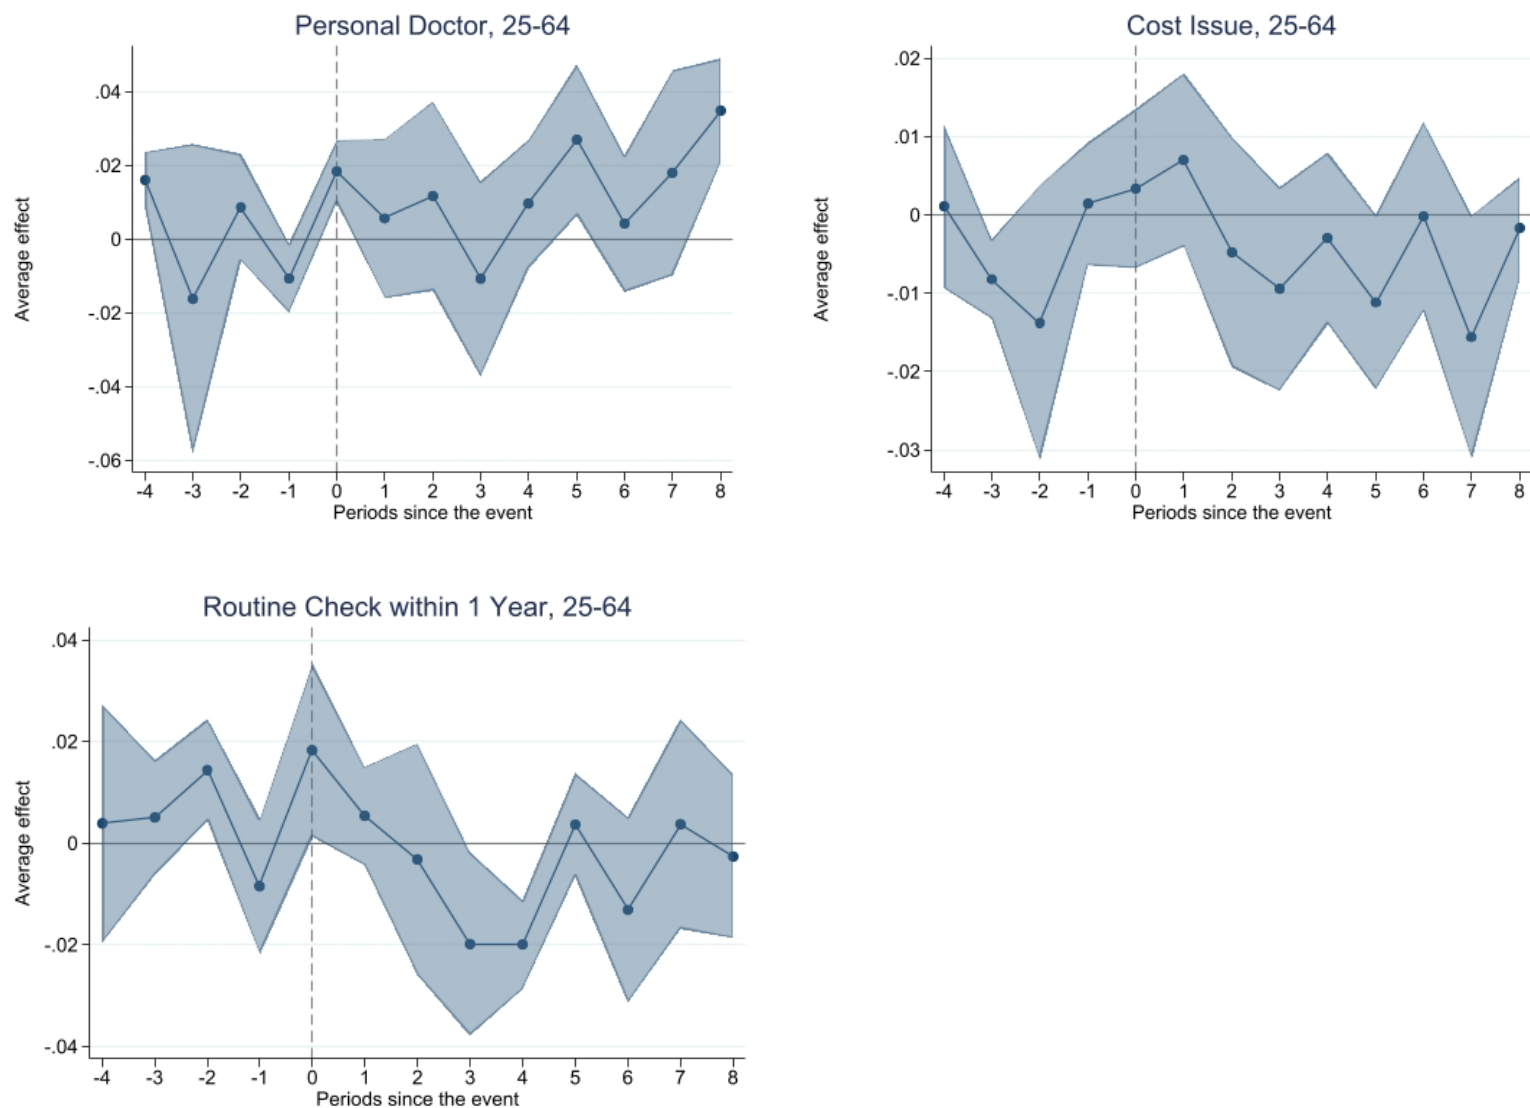 Personal Doctor, 25-64
Average effect
.04
.02
0
-.02
-.04
-.06
-4 -3 -2 -1 0 1 2 3 4 5 6 7 8
Periods since the event
Cost Issue, 25-64
Average effect
.02
.01
0
-.01
-.02
-.03
-4 -3 -2 -1 0 1 2 3 4 5 6 7 8
Periods since the event
Routine Check within 1 Year, 25-64
Average effect
.04
.02
0
-.02
-.04
-4 -3 -2 -1 0 1 2 3 4 5 6 7 8
Periods since the event